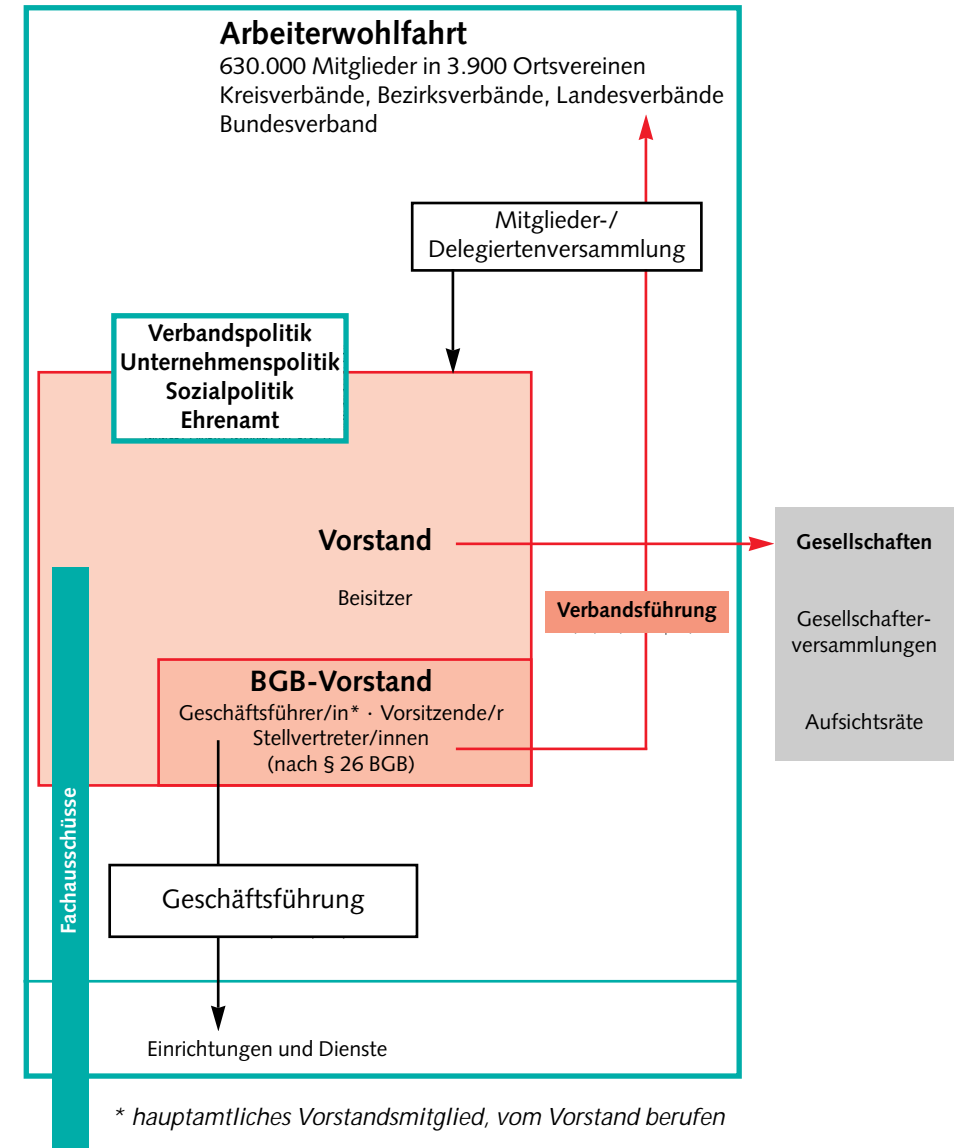 Arbeiterwohlfahrt
630.000 Mitglieder in 3.900 Ortsvereinen
Kreisverbände, Bezirksverbände, Landesverbände
Bundesverband
Mitglieder-/
Delegiertenversammlung
Verbandspolitik
Unternehmenspolitik
Sozialpolitik
Ehrenamt
Vorstand
Beisitzer
Verbandsführung
Gesellschaften
Gesellschafter-
versammlungen
Aufsichtsräte
BGB-Vorstand
Geschäftsführer/in* · Vorsitzende/r
Stellvertreter/innen
(nach § 26 BGB)
Fachausschüsse
Geschäftsführung
Einrichtungen und Dienste
* hauptamtliches Vorstandsmitglied, vom Vorstand berufen